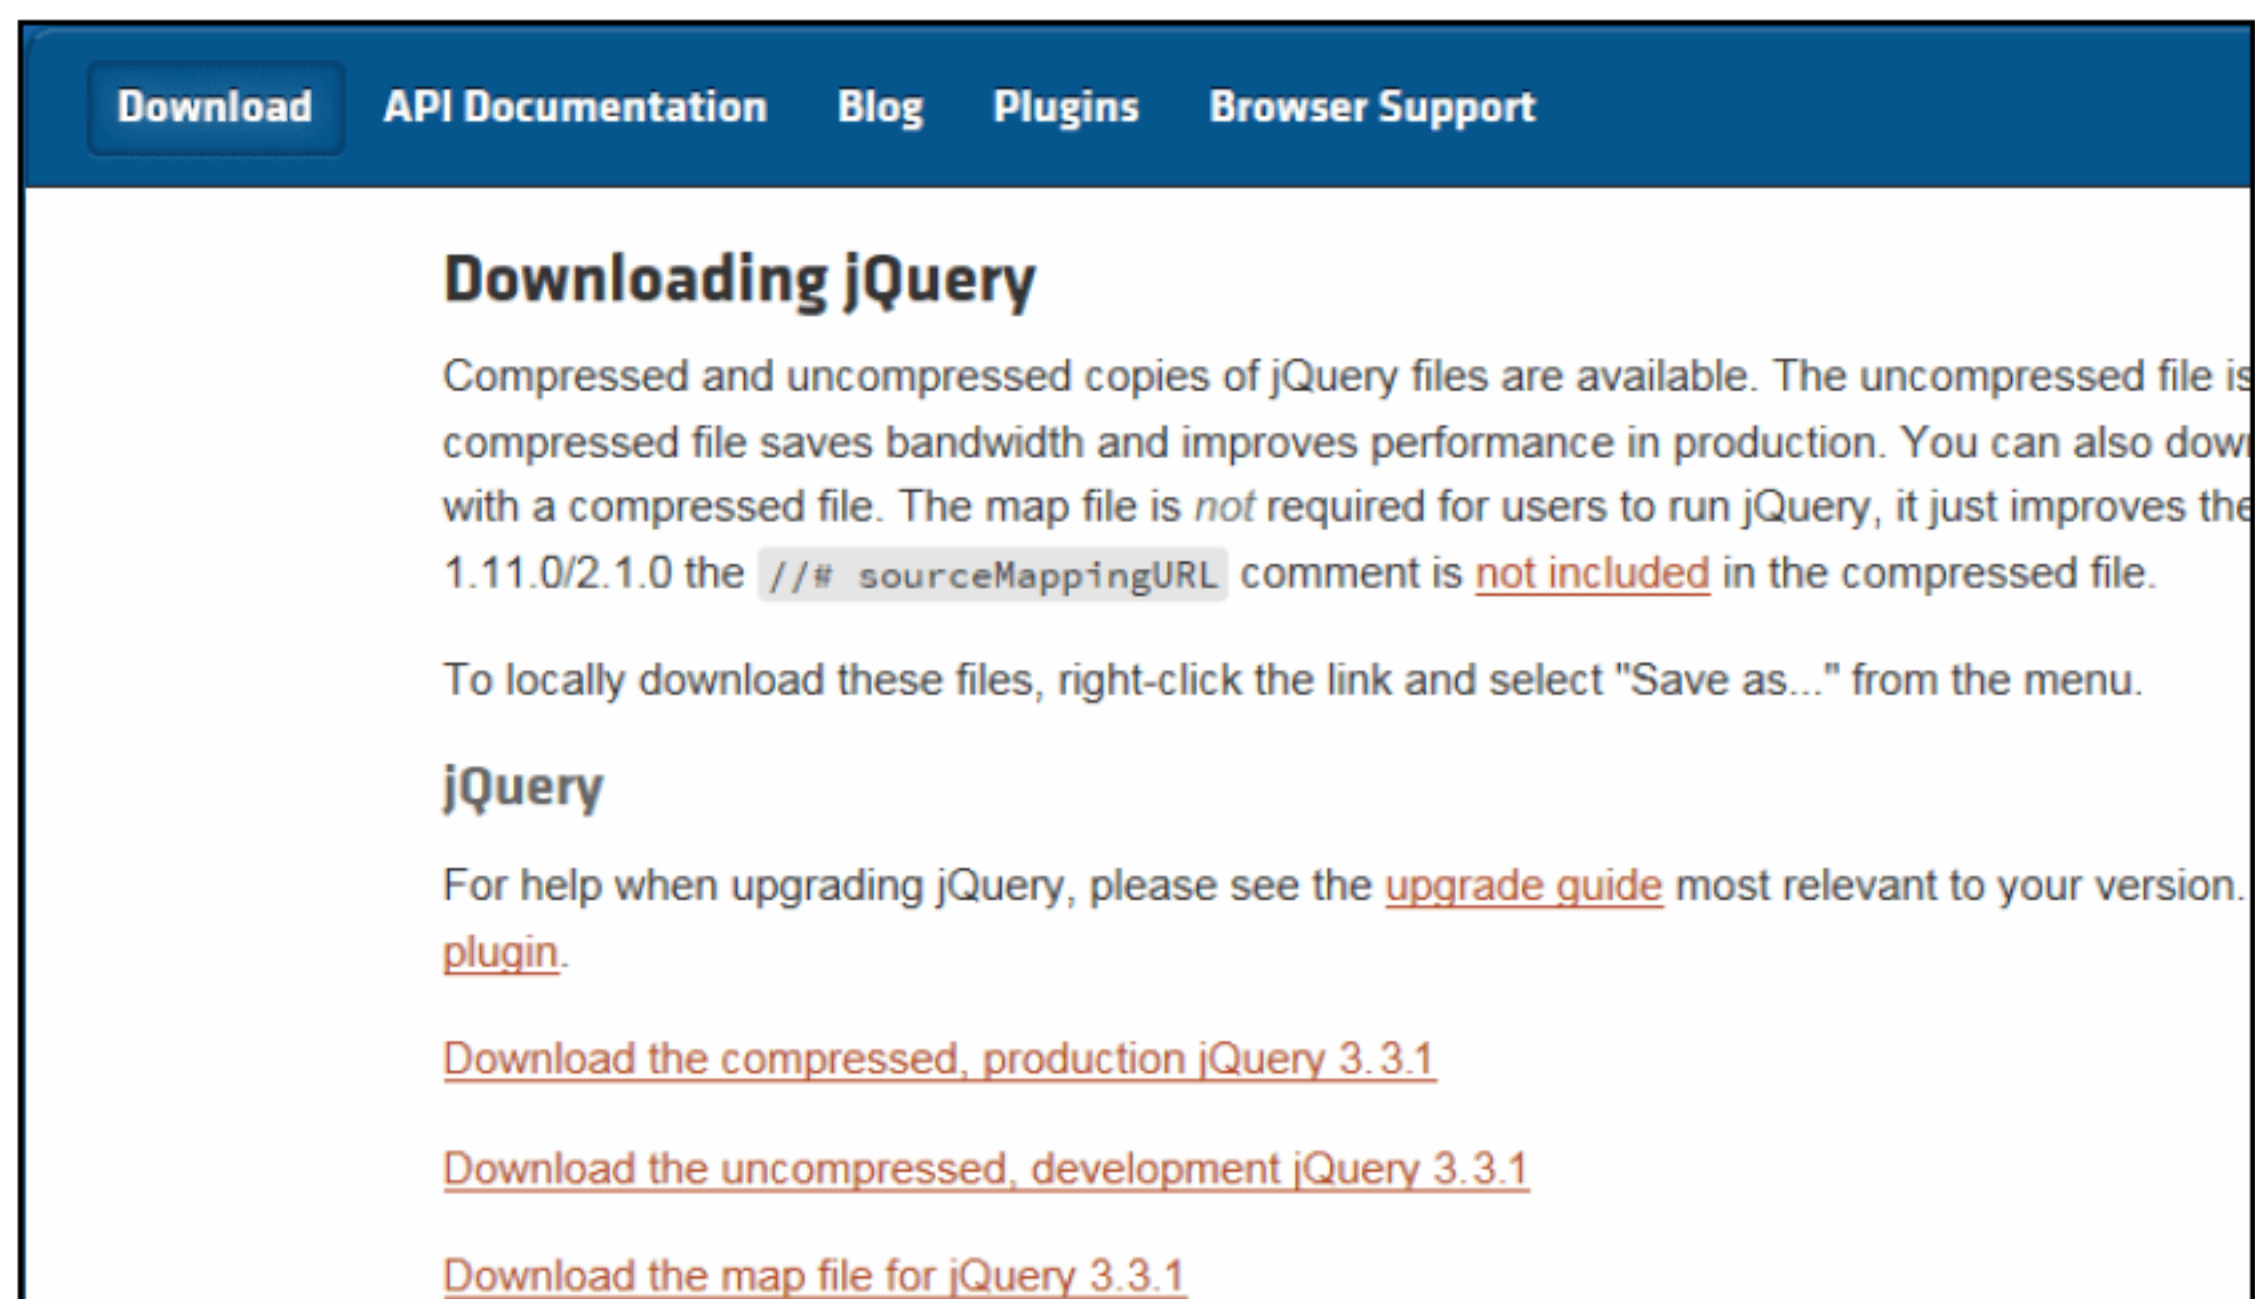 Download API Documentation Blog Plugins Browser Support
Downloading jQuery
Compressed and uncompressed copies of jQuery files are available. The uncompressed file is
compressed file saves bandwidth and improves performance in production. You can also dow
with a compressed file. The map file is not required for users to run jQuery, it just improves the
1.11.0/2.1.0 the //# sourceMappingURL comment is not included in the compressed file.
To locally download these files, right-click the link and select "Save as..." from the menu.
jQuery
For help when upgrading jQuery, please see the upgrade guide most relevant to your version.
plugin.
Download the compressed, production jQuery 3.3.1
Download the uncompressed, development jQuery 3.3.1
Download the map file for jQuery 3.3.1